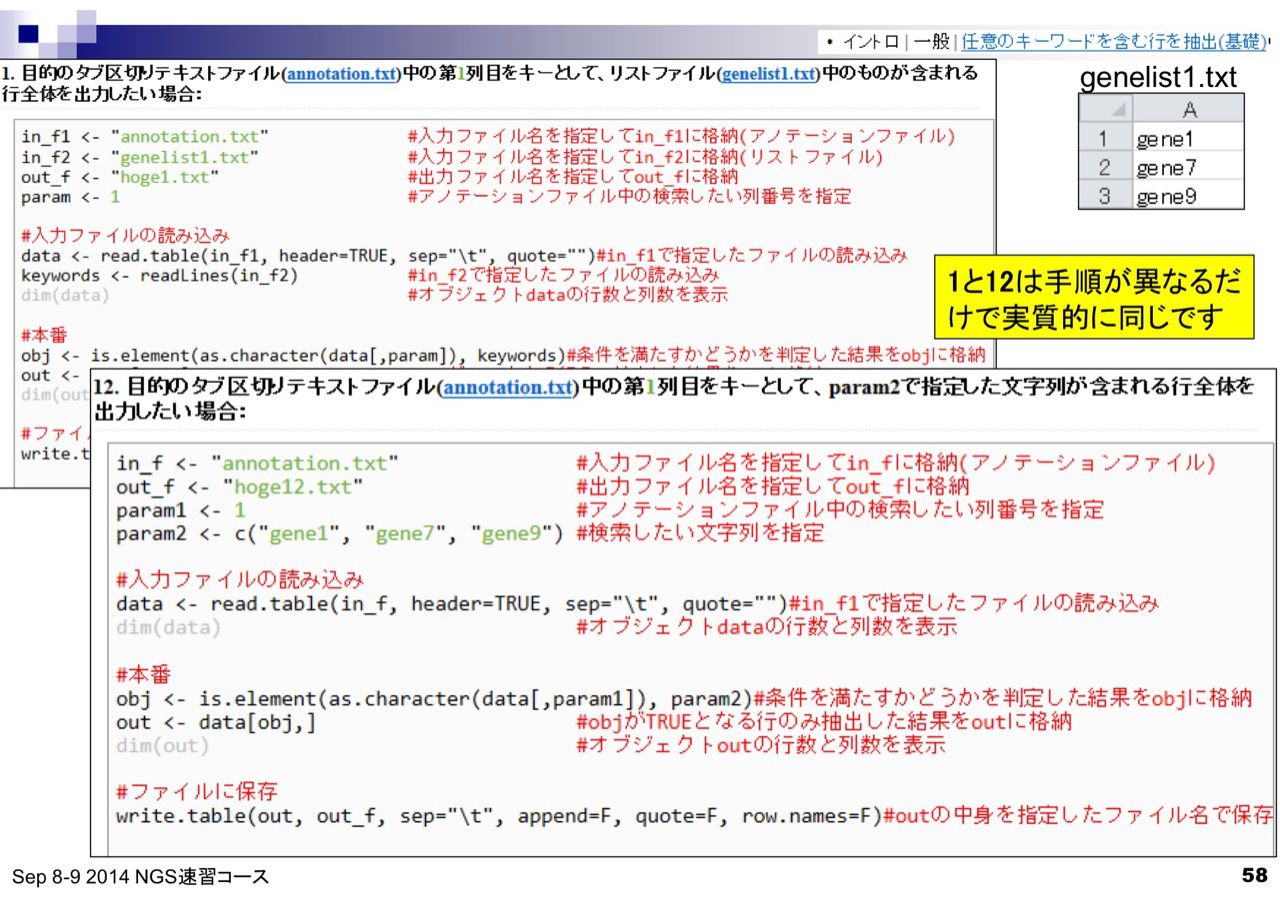 • イントロ | 一般 | 任意のキーワードを含む行を抽出(基礎)
1. 目的のタブ区切りテキストファイル(annotation.txt)中の第1列目をキーとして、リストファイル(genelist1.txt)中のものが含まれる
行全体を出力したい場合:
in_f1 <- "annotation.txt" #入力ファイル名を指定してin_f1に格納(アノテーションファイル)
in_f2 <- "genelist1.txt" #入力ファイル名を指定してin_f2に格納(リストファイル)
out_f <- "hoge1.txt" #出力ファイル名を指定してout_fに格納
param <- 1 #アノテーションファイル中の検索したい列番号を指定
#入力ファイルの読み込み
data <- read.table(in_f1, header=TRUE, sep="\t", quote="")#in_f1で指定したファイルの読み込み
keywords <- readLines(in_f2) #in_f2で指定したファイルの読み込み
dim(data) #オブジェクトdataの行数と列数を表示
#本番
obj <- is.element(as.character(data[,param]), keywords)#条件を満たすかどうかを判定した結果をobjに格納
out <-
dim(out
#ファイ
write.t
genelist1.txt
A
1 gene1
2 gene7
3 gene9
1と12は手順が異なるだ
けで実質的に同じです
12. 目的のタブ区切りテキストファイル(annotation.txt)中の第1列目をキーとして、param2で指定した文字列が含まれる行全体を
出力したい場合:
in_f <- "annotation.txt" #入力ファイル名を指定してin_fに格納(アノテーションファイル)
out_f <- "hoge12.txt" #出力ファイル名を指定してout_fに格納
param1 <- 1 #アノテーションファイル中の検索したい列番号を指定
param2 <- c("gene1", "gene7", "gene9") #検索したい文字列を指定
#入力ファイルの読み込み
data <- read.table(in_f, header=TRUE, sep="\t", quote="")#in_f1で指定したファイルの読み込み
dim(data) #オブジェクトdataの行数と列数を表示
#本番
obj <- is.element(as.character(data[,param1]), param2)#条件を満たすかどうかを判定した結果をobjに格納
out <- data[obj,] #objがTRUEとなる行のみ抽出した結果をoutに格納
dim(out) #オブジェクトoutの行数と列数を表示
#ファイルに保存
write.table(out, out_f, sep="\t", append=F, quote=F, row.names=F)#outの中身を指定したファイル名で保存
Sep 8-9 2014 NGS速習コース
58